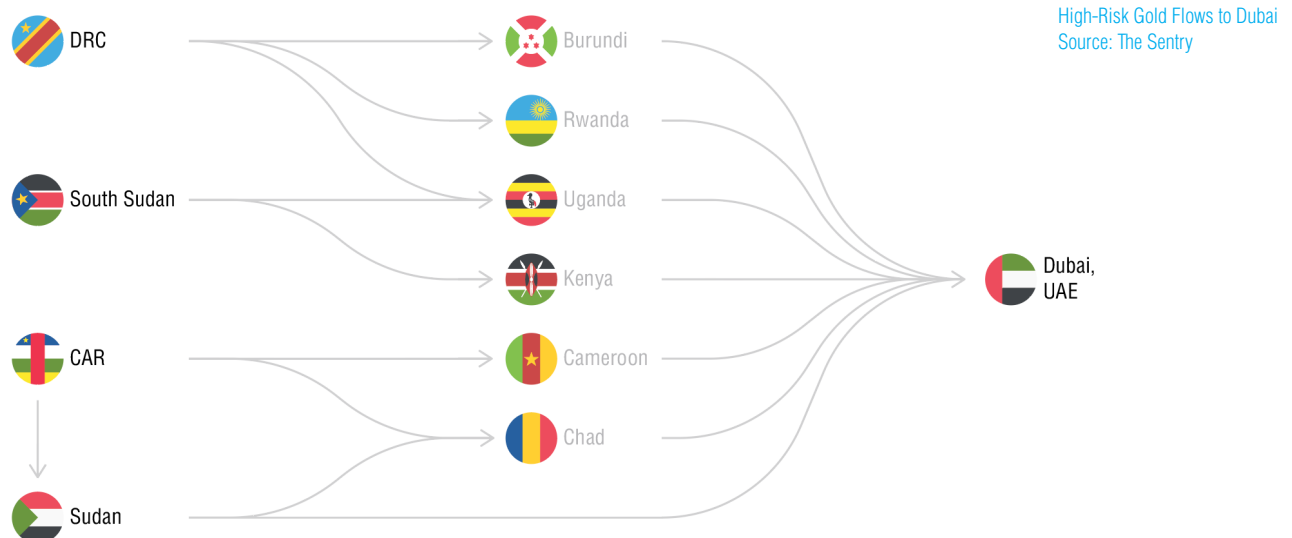 High-Risk Gold Flows to Dubai
Source: The Sentry
DRC
Burundi
Rwanda
South Sudan
Uganda
Kenya
Dubai,
UAE
CAR
Cameroon
Chad
Sudan